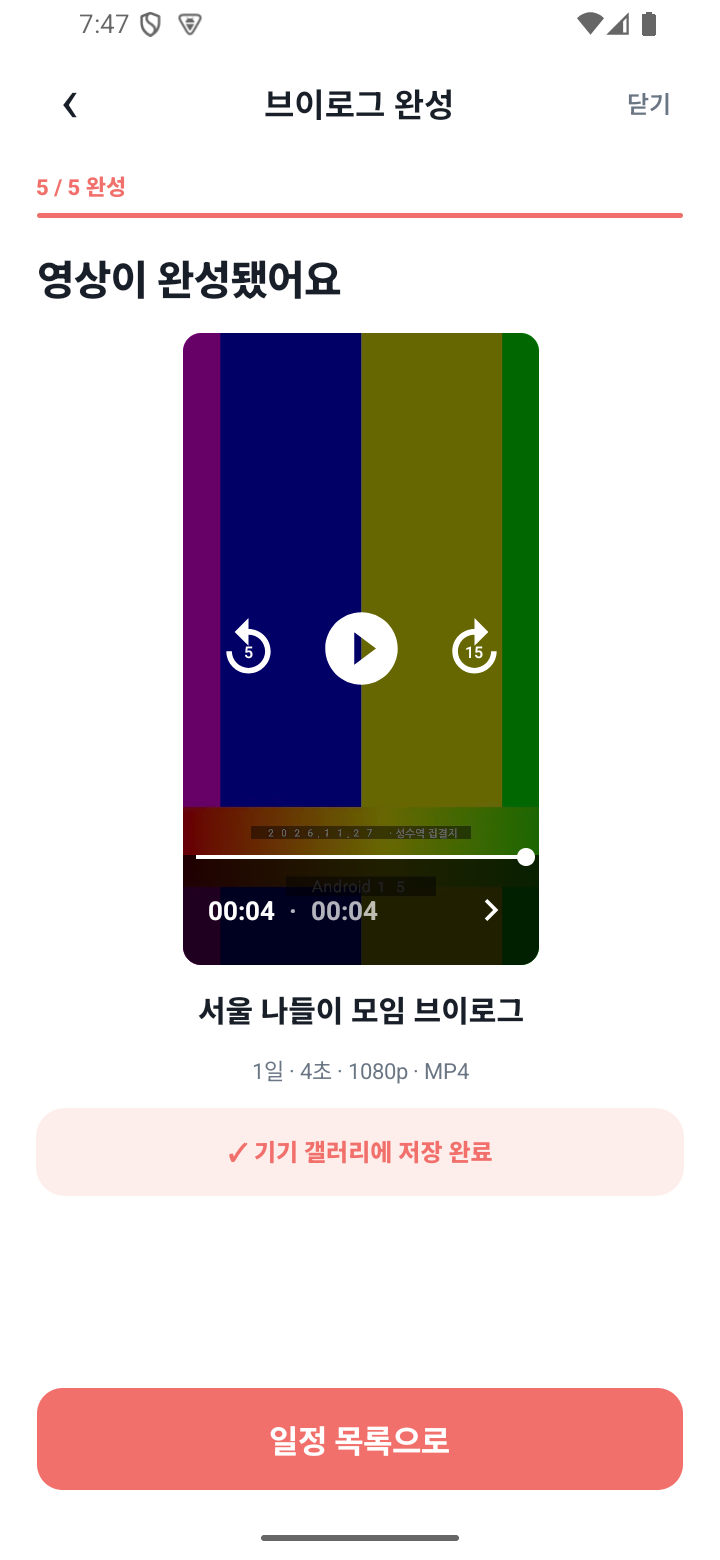 7:47
브이로그 완성
닫기
5 / 5 완성
영상이 완성됐어요
5
15
2026.11.27 · 성수역 집결지
Android 15
00:04 · 00:04
서울 나들이 모임 브이로그
1일 · 4초 · 1080p · MP4
✓ 기기 갤러리에 저장 완료
일정 목록으로